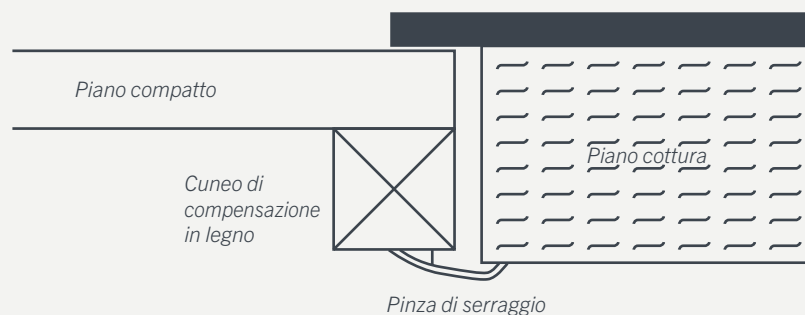 Piano compatto
Piano cottura
Cuneo di
compensazione
in legno
Pinza di serraggio